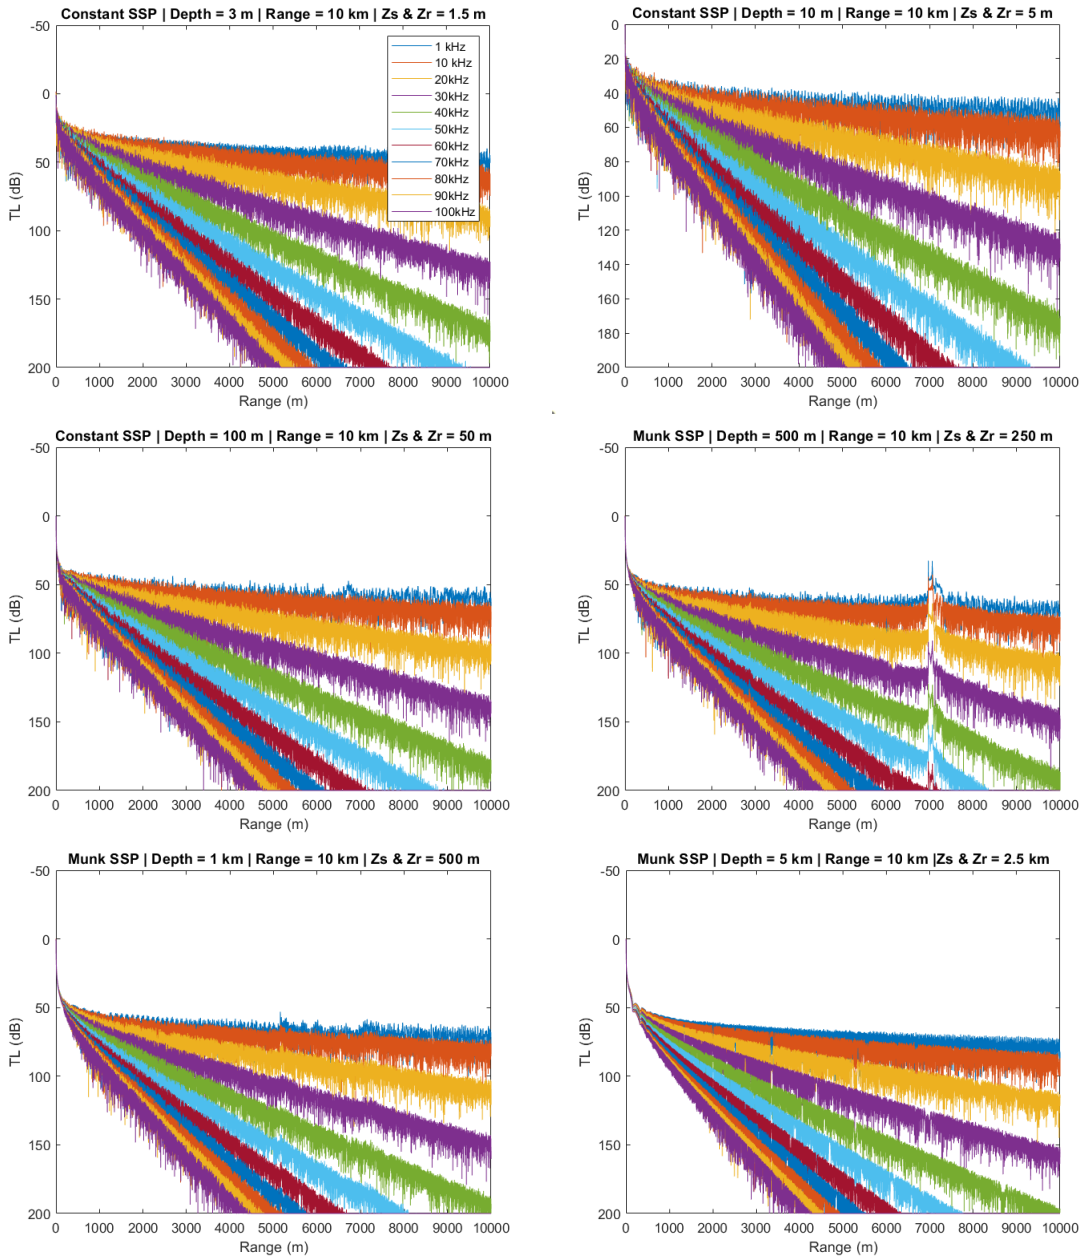 Constant SSP | Depth = 3 m | Range = 10 km | Zs & Zr = 1.5 m
-50
0
50
100
150
200
TL (dB)
1 kHz
10 kHz
20kHz
30kHz
40kHz
50kHz
60kHz
70kHz
80kHz
90kHz
100kHz
0 1000 2000 3000 4000 5000 6000 7000 8000 9000 10000
Range (m)
Constant SSP | Depth = 10 m | Range = 10 km | Zs & Zr = 5 m
0
20
40
60
80
100
120
140
160
180
200
TL (dB)
0 1000 2000 3000 4000 5000 6000 7000 8000 9000 10000
Range (m)
Constant SSP | Depth = 100 m | Range = 10 km | Zs & Zr = 50 m
-50
0
50
100
150
200
TL (dB)
0 1000 2000 3000 4000 5000 6000 7000 8000 9000 10000
Range (m)
Munk SSP | Depth = 500 m | Range = 10 km | Zs & Zr = 250 m
-50
0
50
100
150
200
TL (dB)
0 1000 2000 3000 4000 5000 6000 7000 8000 9000 10000
Range (m)
Munk SSP | Depth = 1 km | Range = 10 km | Zs & Zr = 500 m
-50
0
50
100
150
200
TL (dB)
0 1000 2000 3000 4000 5000 6000 7000 8000 9000 10000
Range (m)
Munk SSP | Depth = 5 km | Range = 10 km |Zs & Zr = 2.5 km
-50
0
50
100
150
200
TL (dB)
0 1000 2000 3000 4000 5000 6000 7000 8000 9000 10000
Range (m)